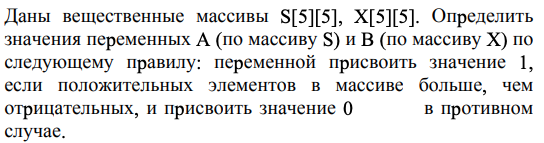 Даны вещественные массивы S[5][5], X[5][5]. Определить
значения переменных A (по массиву S) и B (по массиву X) по
следующему правилу: переменной присвоить значение 1,
если положительных элементов в массиве больше, чем
отрицательных, и присвоить значение 0 в противном
случае.